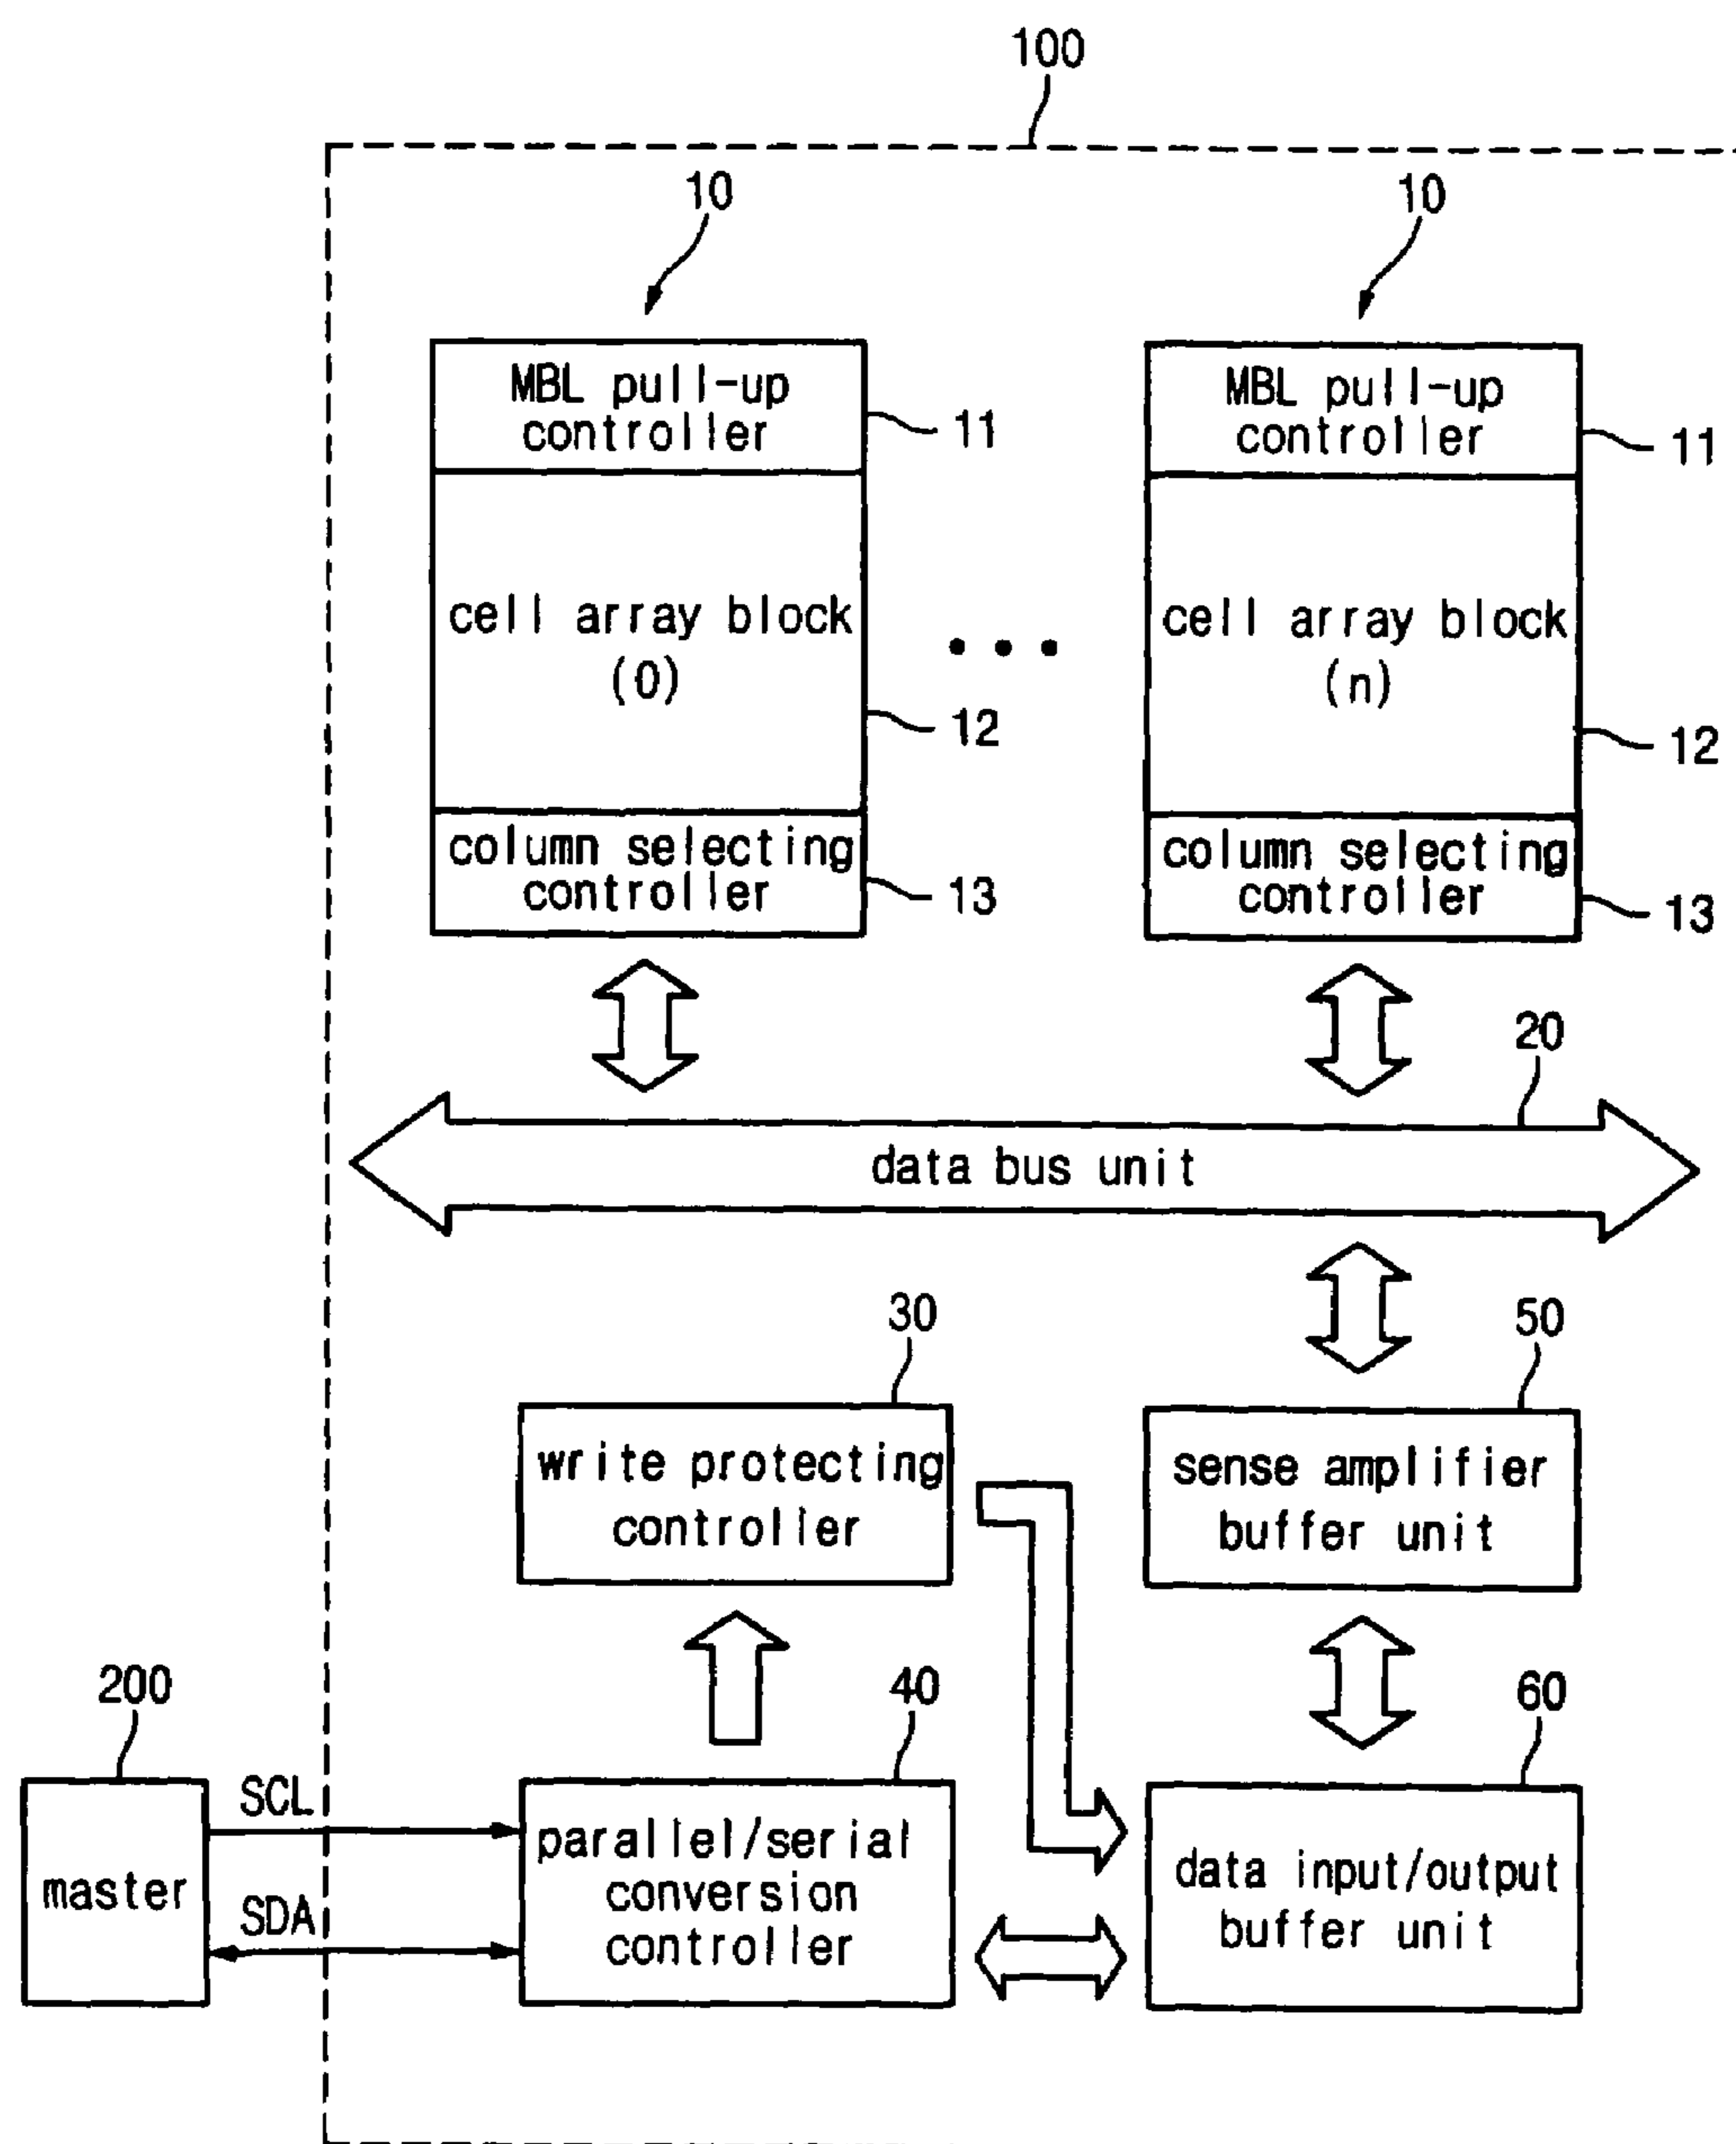 100
10
10
MBL pull-up
controller
11
MBL pull-up
controller
11
cell array block
(0)
12
• • •
cell array block
(n)
12
column selecting
controller
13
column selecting
controller
13
20
data bus unit
30
write protecting
controller
50
sense amplifier
buffer unit
200
master
SCL
SDA
40
parallel/serial
conversion
controller
60
data input/output
buffer unit